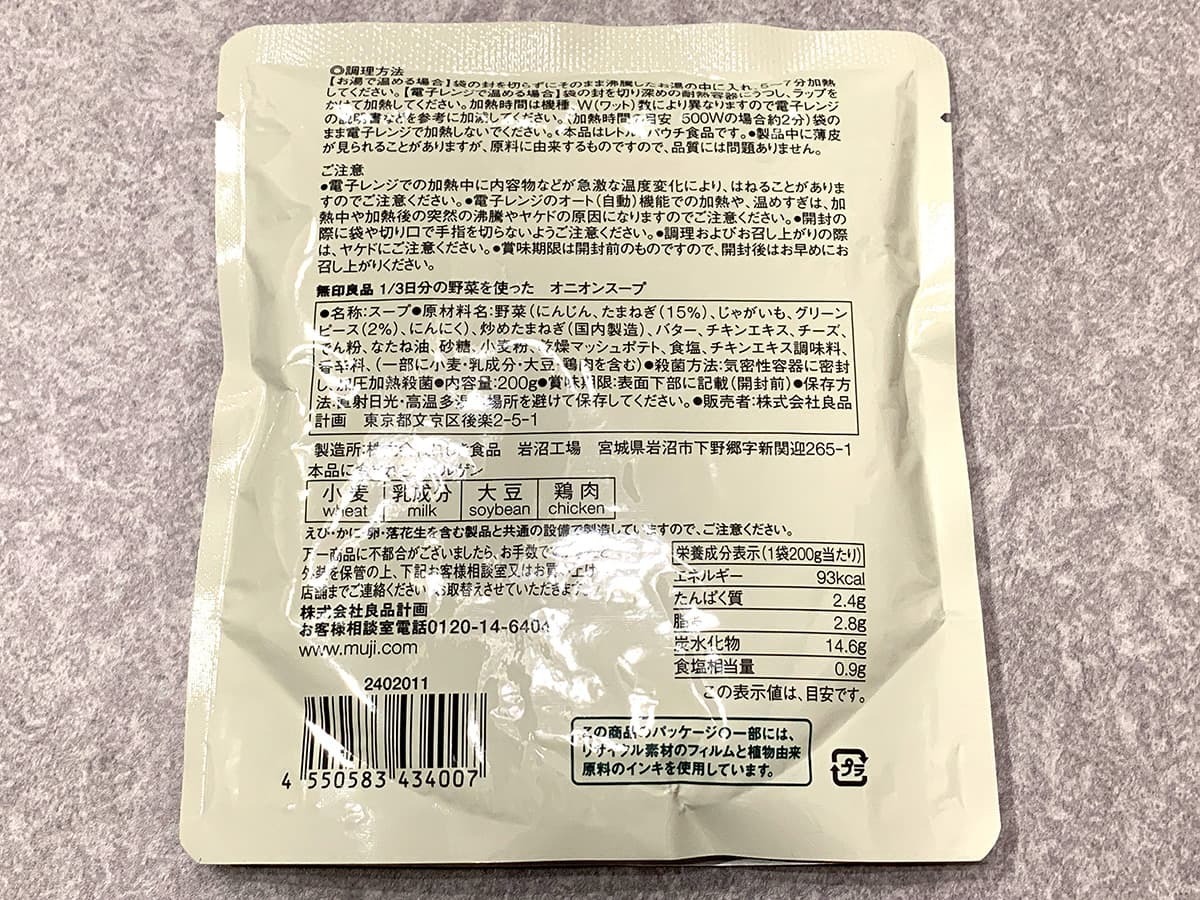 ◎調理方法
【お湯で温める場合】袋の封を切らずにそのまま沸騰したお湯の中に入れ、5〜7分加熱
してください。【電子レンジで温める場合】袋の封を切り深めの耐熱容器にうつし、ラップを
かけて加熱してください。加熱時間は機種、W(ワット)数により異なりますので電子レンジ
の説明書などを参考に加減してください。(加熱時間の目安 500Wの場合約2分)袋の
まま電子レンジで加熱しないでください。●本品はレトルトパウチ食品です。●製品中に薄皮
が見られることがありますが、原料に由来するものですので、品質には問題ありません。
ご注意
●電子レンジでの加熱中に内容物などが急激な温度変化により、はねることがありま
すのでご注意ください。●電子レンジのオート(自動)機能での加熱や、温めすぎは、加
熱中や加熱後の突然の沸騰やヤケドの原因になりますのでご注意ください。●開封の
際に袋や切り口で手指を切らないようご注意ください。●調理およびお召し上がりの際
は、ヤケドにご注意ください。●賞味期限は開封前のものですので、開封後はお早めにお
召し上がりください。
無印良品 1/3日分の野菜を使った オニオンスープ
●名称:スープ●原材料名:野菜(にんじん、たまねぎ(15%)、じゃがいも、グリーン
ピース(2%)、にんにく)、炒めたまねぎ(国内製造)、バター、チキンエキス、チーズ、
でん粉、なたね油、砂糖、小麦粉、乾燥マッシュポテト、食塩、チキンエキス調味料、
香辛料、(一部に小麦・乳成分・大豆・鶏肉を含む)●殺菌方法:気密性容器に密封
し、加圧加熱殺菌●内容量:200g●賞味期限:表面下部に記載(開封前)●保存方
法:直射日光・高温多湿の場所を避けて保存してください。●販売者:株式会社良品
計画 東京都文京区後楽2-5-1
製造所:株式会社 食品 岩沼工場 宮城県岩沼市下野郷字新関迎265-1
本品に含まれるアレルゲン
小麦 乳成分 大豆 鶏肉
wheat milk soybean chicken
えび・かに・卵・落花生を含む製品と共通の設備で製造していますので、ご注意ください。
万一商品に不都合がございましたら、お手数ですが
外装を保管の上、下記お客様相談室又はお買い上げ
店舗までご連絡ください。お取替えさせていただきます。
株式会社良品計画
お客様相談室電話0120-14-6404
www.muji.com
栄養成分表示(1袋200g当たり)
エネルギー 93kcal
たんぱく質 2.4g
脂質 2.8g
炭水化物 14.6g
食塩相当量 0.9g
この表示値は、目安です。
2402011
4 550583 434007
この商品のパッケージの一部には、
リサイクル素材のフィルムと植物由来
原料のインキを使用しています。
プラ